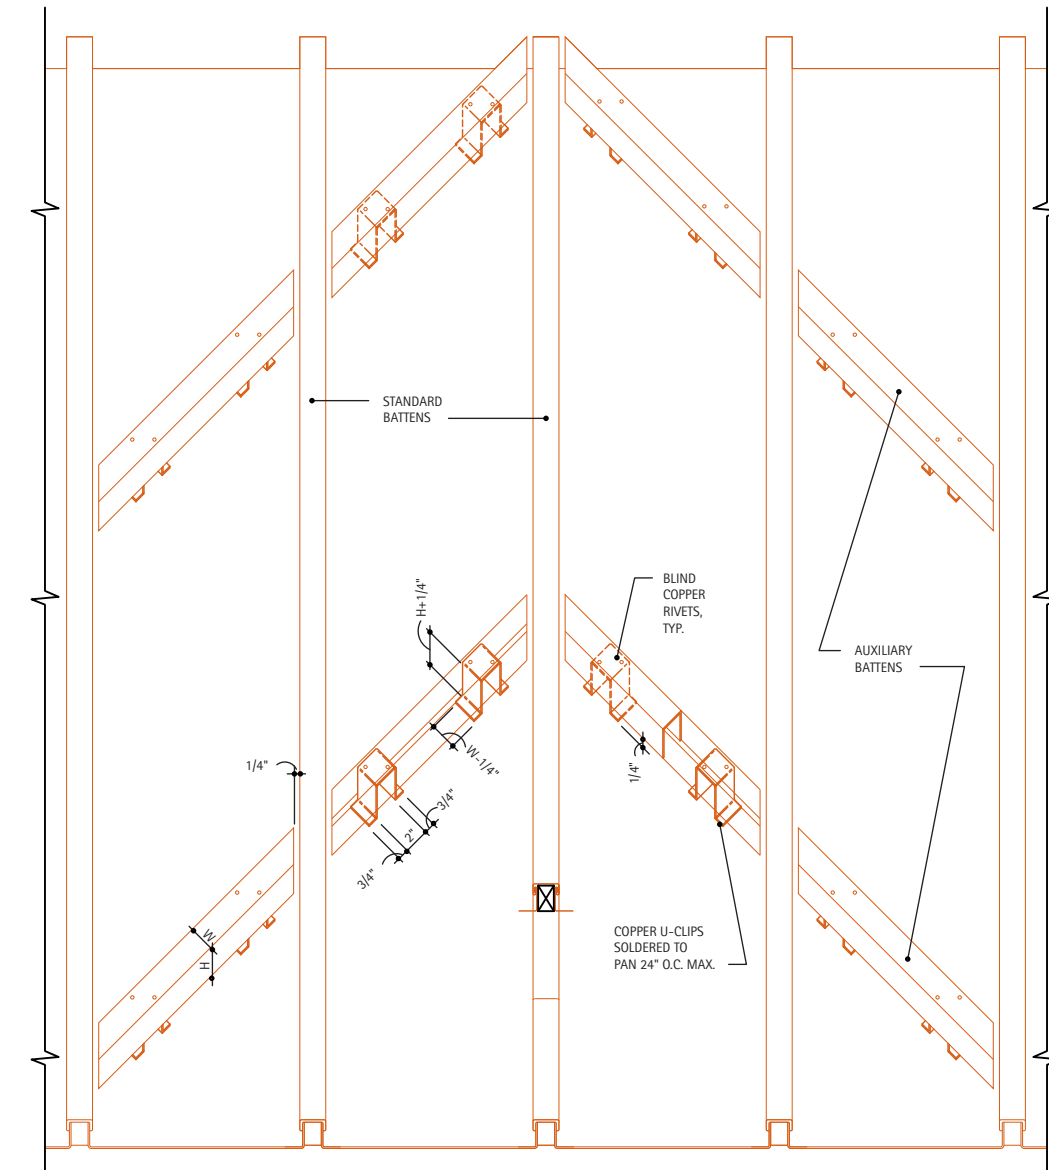 STANDARD
BATTENS
H+1/4"
BLIND
COPPER
RIVETS,
TYP.
AUXILIARY
BATTENS
W-1/4"
1/4"
1/4"
3/4"
2"
3/4"
W
H
COPPER U-CLIPS
SOLDERED TO
PAN 24" O.C. MAX.